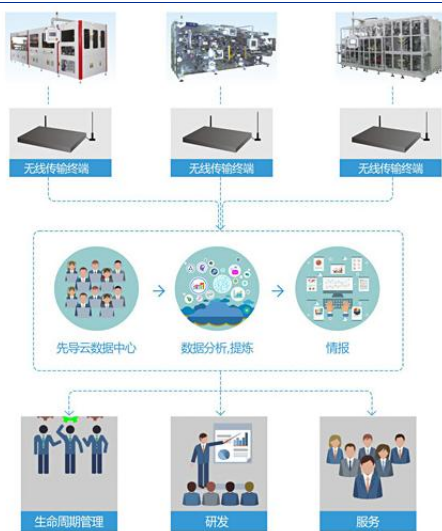 无线传输终端
无线传输终端
无线传输终端
先导云数据中心
数据分析,提炼
情报
生命周期管理
研发
服务